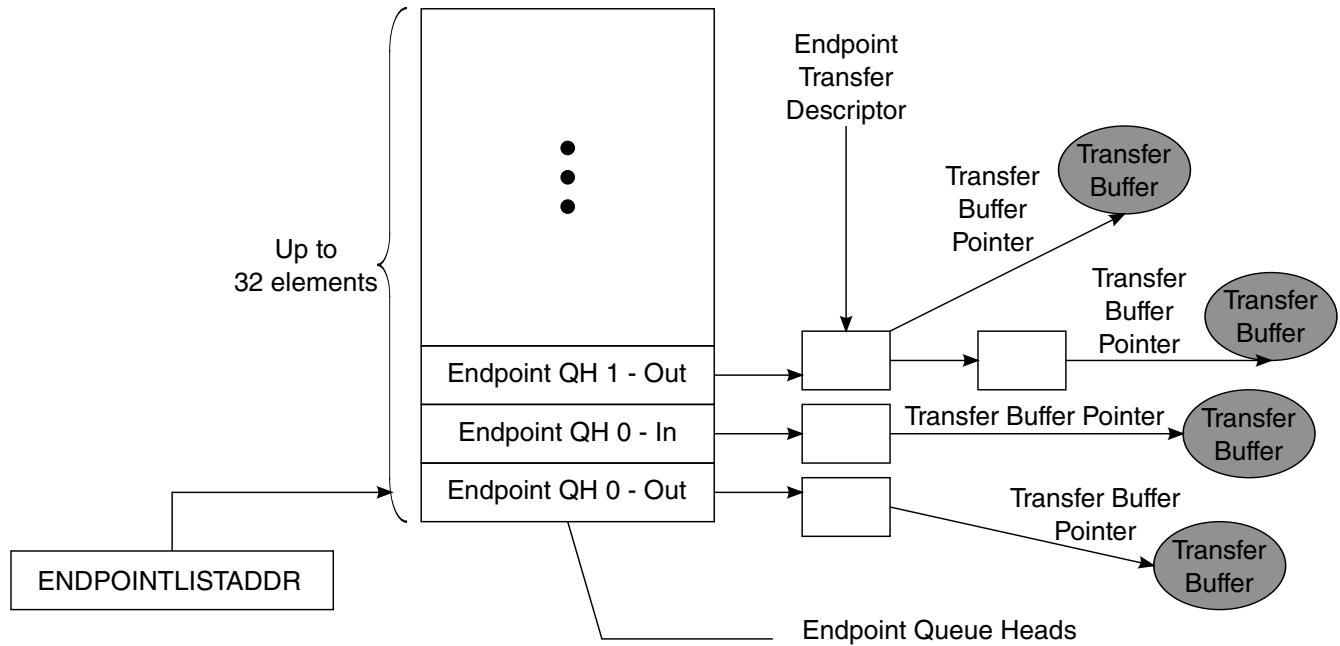 Endpoint
Transfer
Descriptor
Transfer
Buffer
Transfer
Buffer
Pointer
Up to
32 elements
Transfer
Buffer
Pointer
Transfer
Buffer
Endpoint QH 1 - Out
Endpoint QH 0 - In
Transfer Buffer Pointer
Transfer
Buffer
Endpoint QH 0 - Out
Transfer Buffer
Pointer
Transfer
Buffer
ENDPOINTLISTADDR
Endpoint Queue Heads